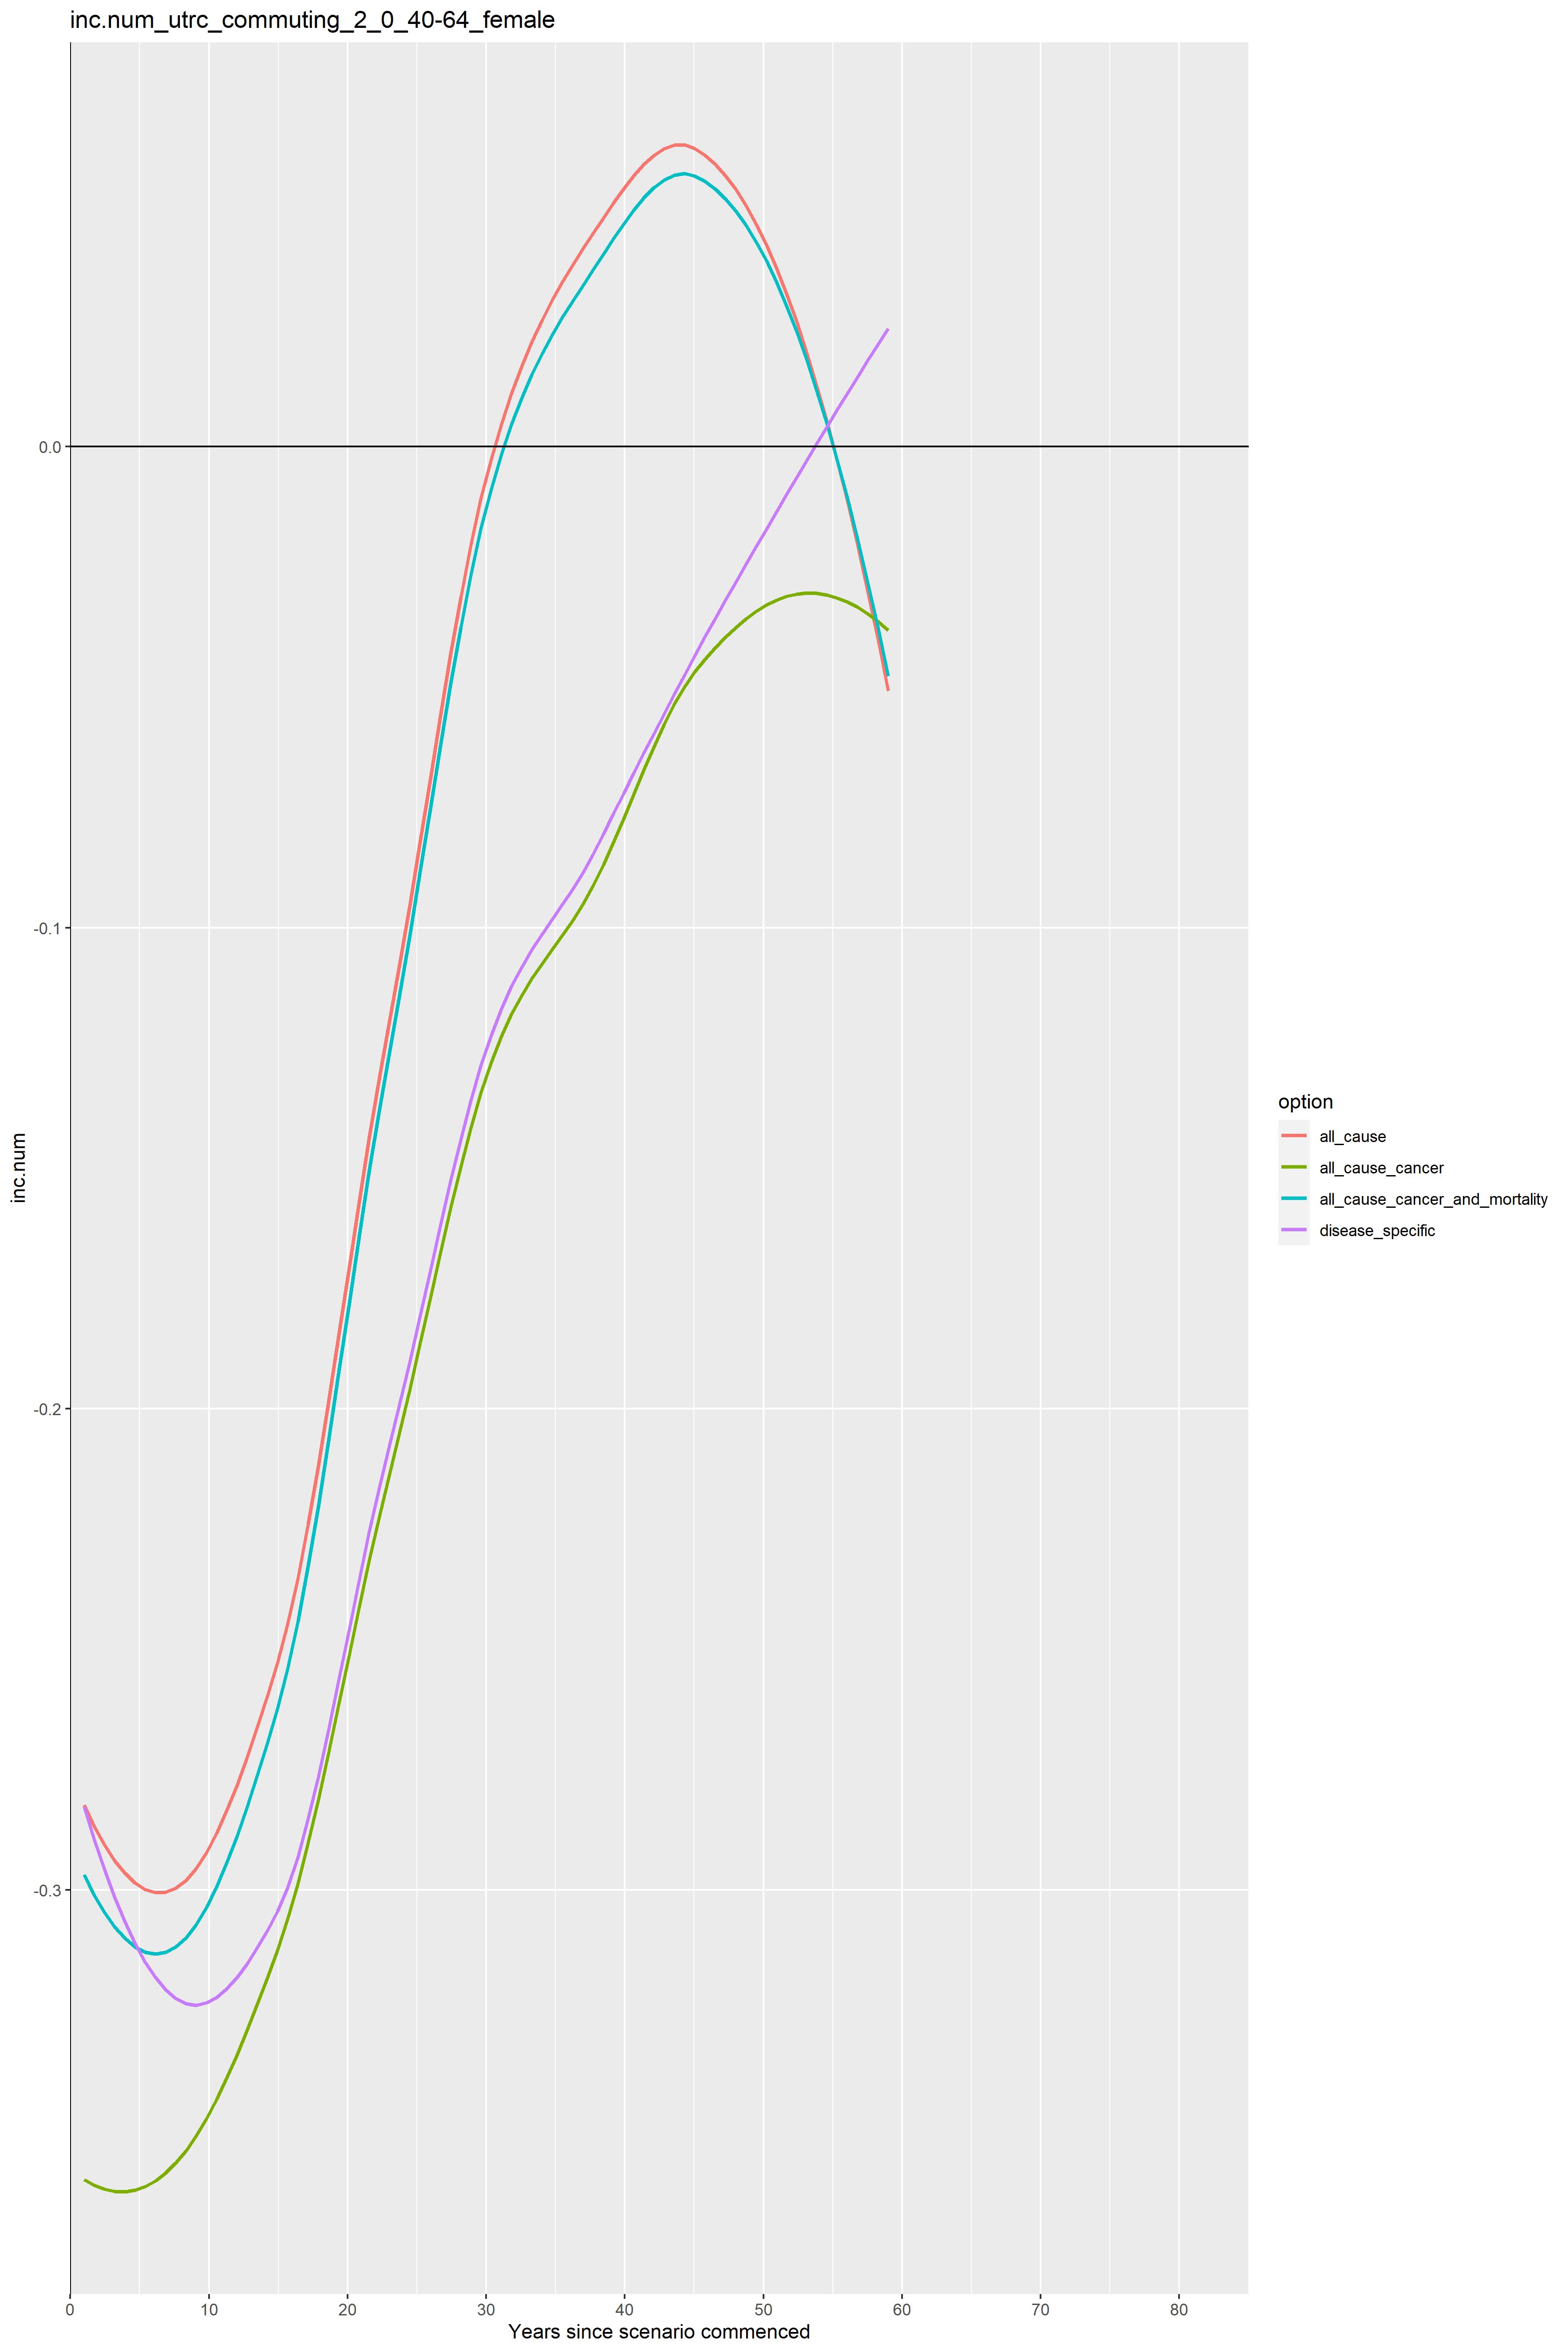 inc.num_utrc_commuting_2_0_40-64_female
0.0
-0.1
-0.2
-0.3
inc.num
0 10 20 30 40 50 60 70 80
Years since scenario commenced
option
all_cause
all_cause_cancer
all_cause_cancer_and_mortality
disease_specific